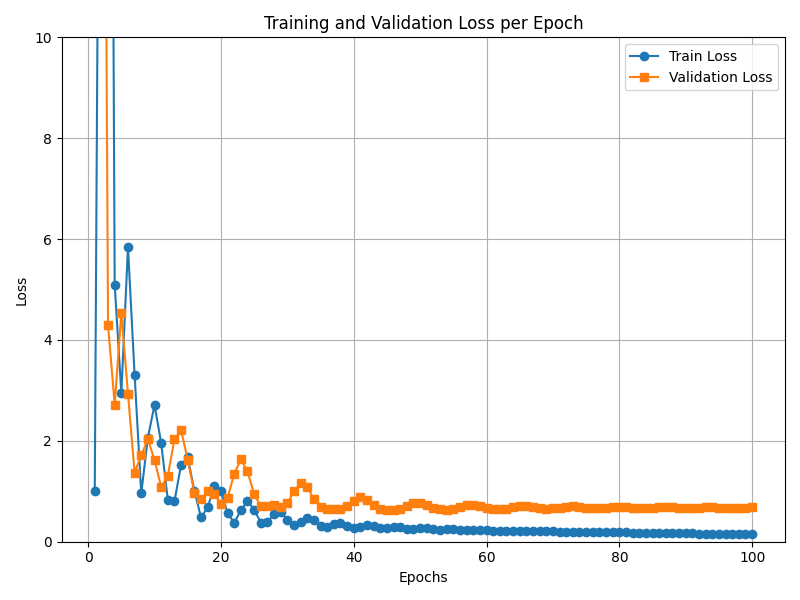 Training and Validation Loss per Epoch
Train Loss
Validation Loss
Loss
10
8
6
4
2
0
0 20 40 60 80 100
Epochs